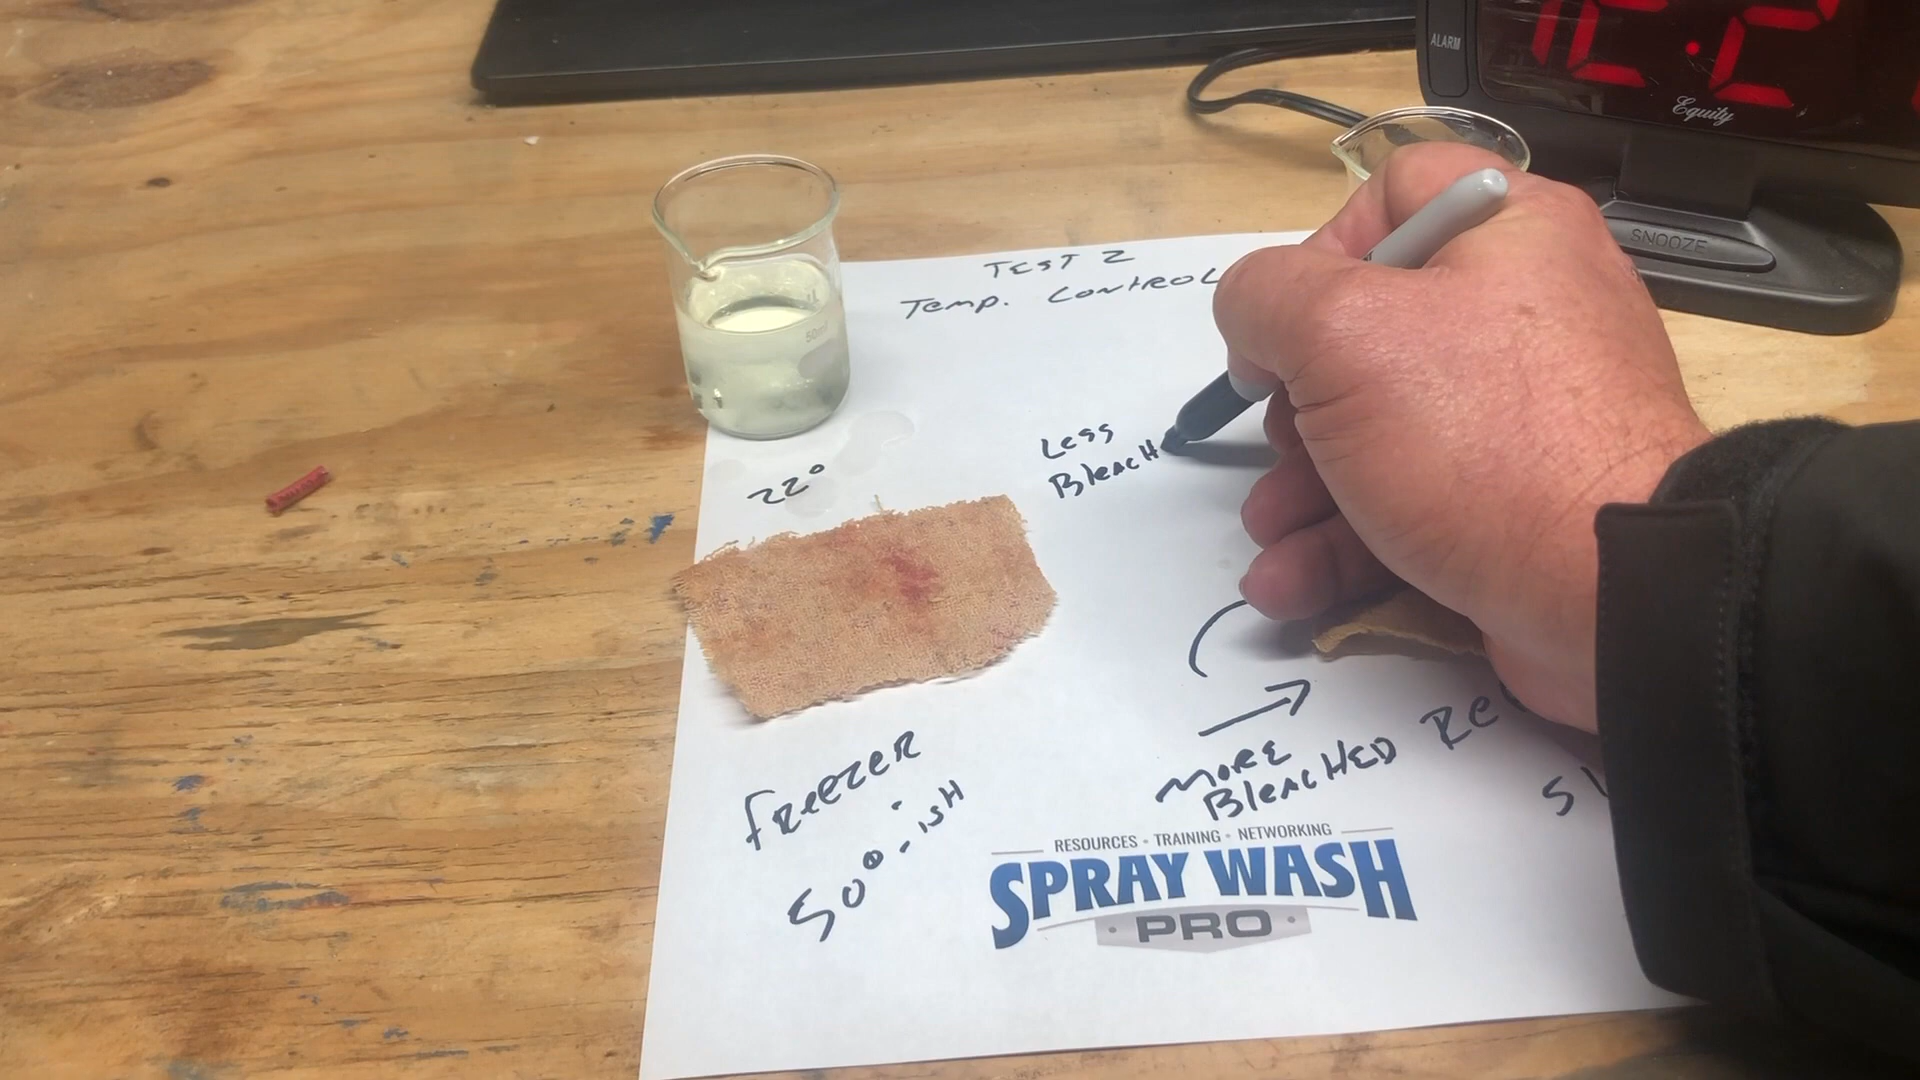 ALARM
Equity
SNOOZE
TEST 2
Temp. CONTROL
50ml
Less
BleacH
22°
freezer
50°-isH
MORE
BleacHED
RESOURCES • TRAINING • NETWORKING
SPRAY WASH
• PRO •